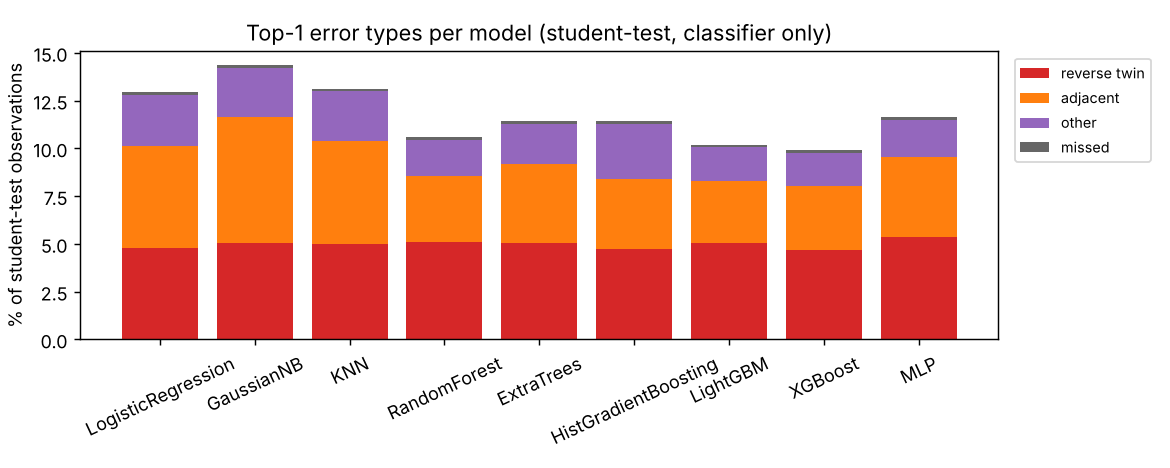 Top-1 error types per model (student-test, classifier only)
% of student-test observations
15.0
12.5
10.0
7.5
5.0
2.5
0.0
LogisticRegression
GaussianNB
KNN
RandomForest
ExtraTrees
HistGradientBoosting
LightGBM
XGBoost
MLP
reverse twin
adjacent
other
missed